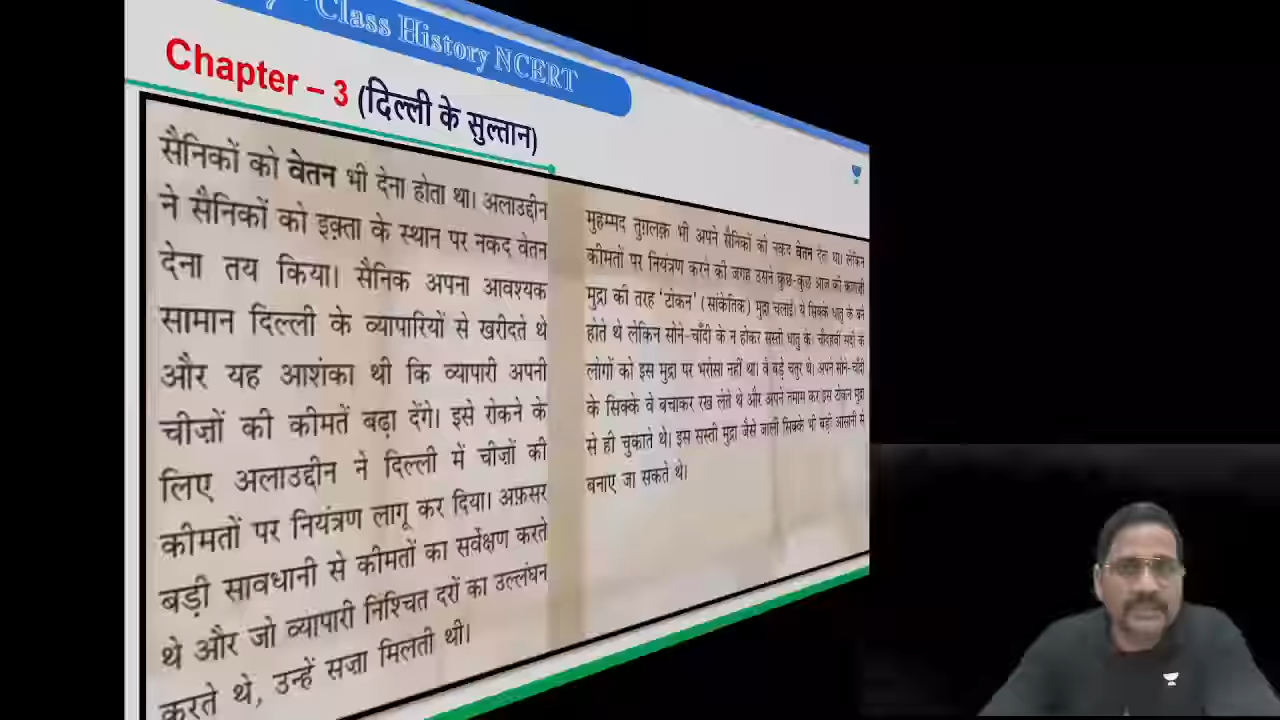 Class History NCERT
Chapter – 3 (दिल्ली के सुल्तान)
सैनिकों को वेतन भी देना होता था। अलाउद्दीन
ने सैनिकों को इक़्ता के स्थान पर नकद वेतन
देना तय किया। सैनिक अपना आवश्यक
सामान दिल्ली के व्यापारियों से खरीदते थे
और यह आशंका थी कि व्यापारी अपनी
चीज़ों की कीमतें बढ़ा देंगे। इसे रोकने के
लिए अलाउद्दीन ने दिल्ली में चीज़ों की
कीमतों पर नियंत्रण लागू कर दिया। अफ़सर
बड़ी सावधानी से कीमतों का सर्वेक्षण करते
थे और जो व्यापारी निश्चित दरों का उल्लंघन
करते थे, उन्हें सज़ा मिलती थी।
मुहम्मद तुग़लक़ भी अपने सैनिकों को नकद वेतन देता था। लेकिन
कीमतों पर नियंत्रण करने की जगह उसने कुछ-कुछ आज की कागज़ी
मुद्रा की तरह 'टोकन' (सांकेतिक) मुद्रा चलाई। ये सिक्के धातु के बने
होते थे लेकिन सोने-चाँदी के न होकर सस्ती धातु के। चौदहवीं सदी के
लोगों को इस मुद्रा पर भरोसा नहीं था। वे बड़े चतुर थे। अपने सोने-चाँदी
के सिक्के वे बचाकर रख लेते थे और अपने तमाम कर इस टोकन मुद्रा
से ही चुकाते थे। इस सस्ती मुद्रा जैसे जाली सिक्के भी बड़ी आसानी से
बनाए जा सकते थे।